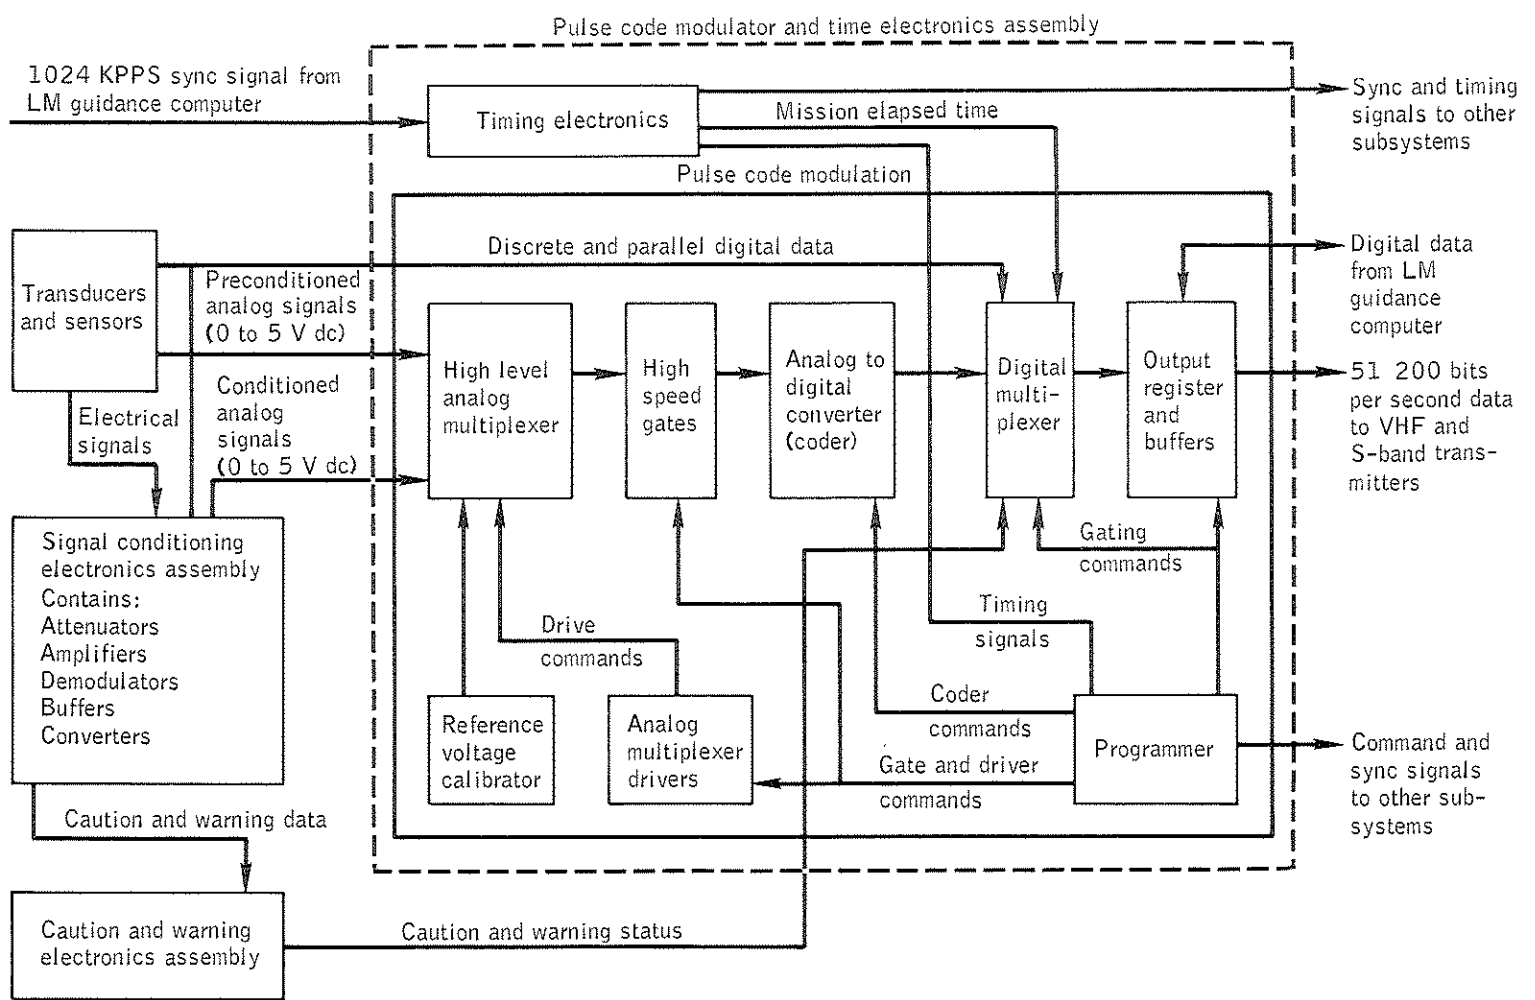 Pulse code modulator and time electronics assembly
1024 KPPS sync signal from
LM guidance computer
Timing electronics
Mission elapsed time
Sync and timing
signals to other
subsystems
Pulse code modulation
Transducers
and sensors
Discrete and parallel digital data
Preconditioned
analog signals
(0 to 5 V dc)
Digital data
from LM
guidance
computer
High level
analog
multiplexer
High
speed
gates
Analog to
digital
converter
(coder)
Digital
multi-
plexer
Output
register
and
buffers
51 200 bits
per second data
to VHF and
S-band trans-
mitters
Electrical
signals
Conditioned
analog
signals
(0 to 5 V dc)
Signal conditioning
electronics assembly
Contains:
Attenuators
Amplifiers
Demodulators
Buffers
Converters
Gating
commands
Timing
signals
Drive
commands
Reference
voltage
calibrator
Analog
multiplexer
drivers
Coder
commands
Gate and driver
commands
Programmer
Command and
sync signals
to other sub-
systems
Caution and warning data
Caution and warning
electronics assembly
Caution and warning status